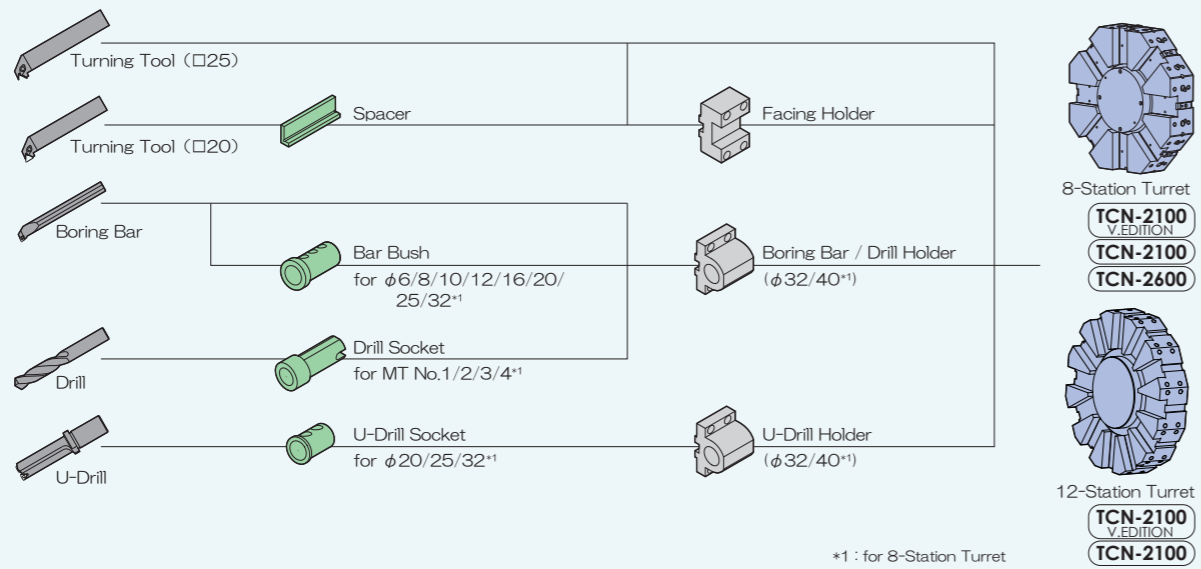 Turning Tool (□25)
Turning Tool (□20)
Spacer
Facing Holder
Boring Bar
Bar Bush
for φ6/8/10/12/16/20/
25/32*1
Boring Bar / Drill Holder
(φ32/40*1)
Drill
Drill Socket
for MT No.1/2/3/4*1
U-Drill
U-Drill Socket
for φ20/25/32*1
U-Drill Holder
(φ32/40*1)
8-Station Turret
TCN-2100
V.EDITION
TCN-2100
TCN-2600
12-Station Turret
TCN-2100
V.EDITION
TCN-2100
*1 : for 8-Station Turret